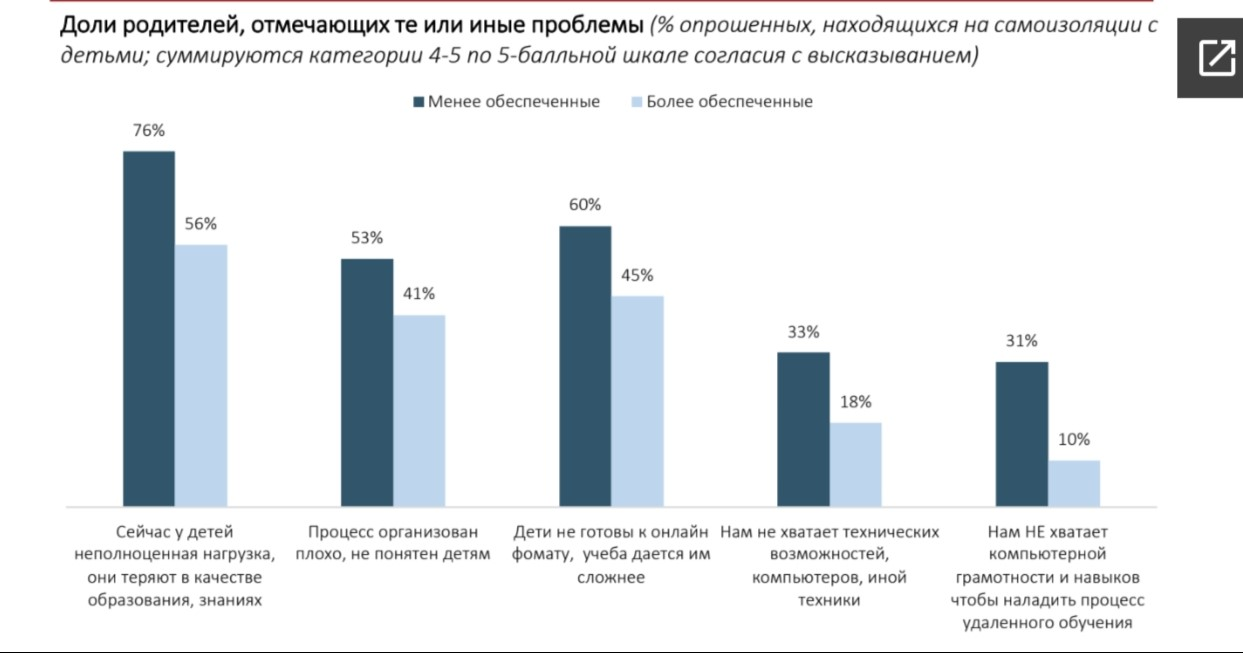 Доли родителей, отмечающих те или иные проблемы (% опрошенных, находящихся на самоизоляции с
детьми; суммируются категории 4-5 по 5-балльной шкале согласия с высказыванием)
Менее обеспеченные Более обеспеченные
76%
56%
53%
41%
60%
45%
33%
18%
31%
10%
Сейчас у детей
неполноценная нагрузка,
они теряют в качестве
образования, знаниях
Процесс организован
плохо, не понятен детям
Дети не готовы к онлайн
фомату, учеба дается им
сложнее
Нам не хватает технических
возможностей,
компьютеров, иной
техники
Нам НЕ хватает
компьютерной
грамотности и навыков
чтобы наладить процесс
удаленного обучения